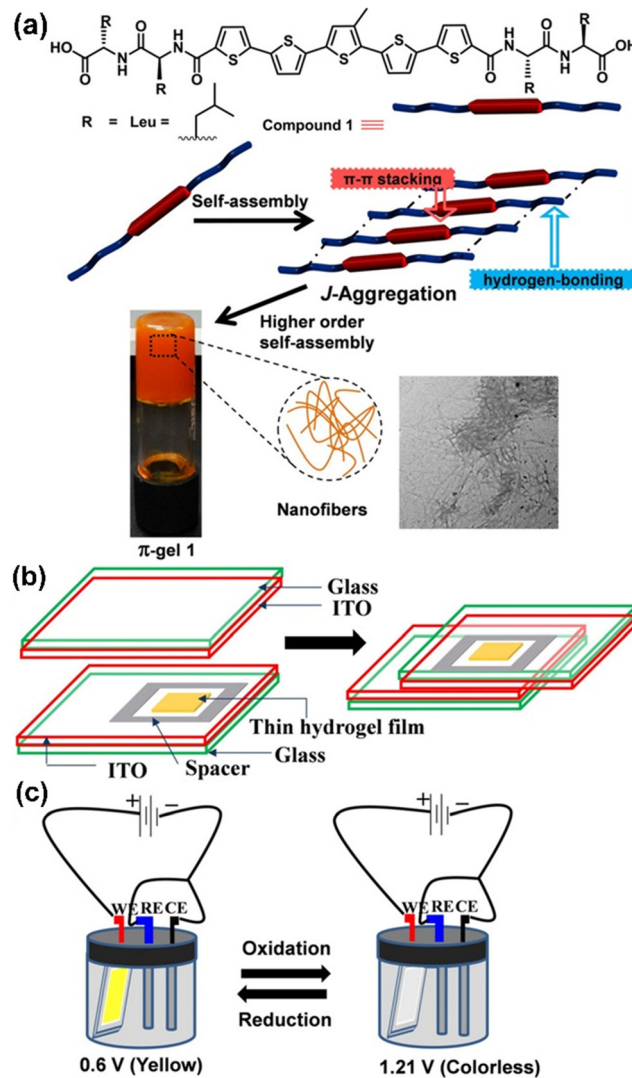 (a)
R O R
HO N H N H S S S S S H N N H OH
O R O O R O
R = Leu =
Compound 1
π-π stacking
Self-assembly
hydrogen-bonding
J-Aggregation
Higher order
self-assembly
Nanofibers
π-gel 1
(b)
Glass
ITO
Thin hydrogel film
ITO
Spacer
Glass
(c)
+ −
+ −
WE RE CE
WE RE CE
Oxidation
Reduction
0.6 V (Yellow)
1.21 V (Colorless)